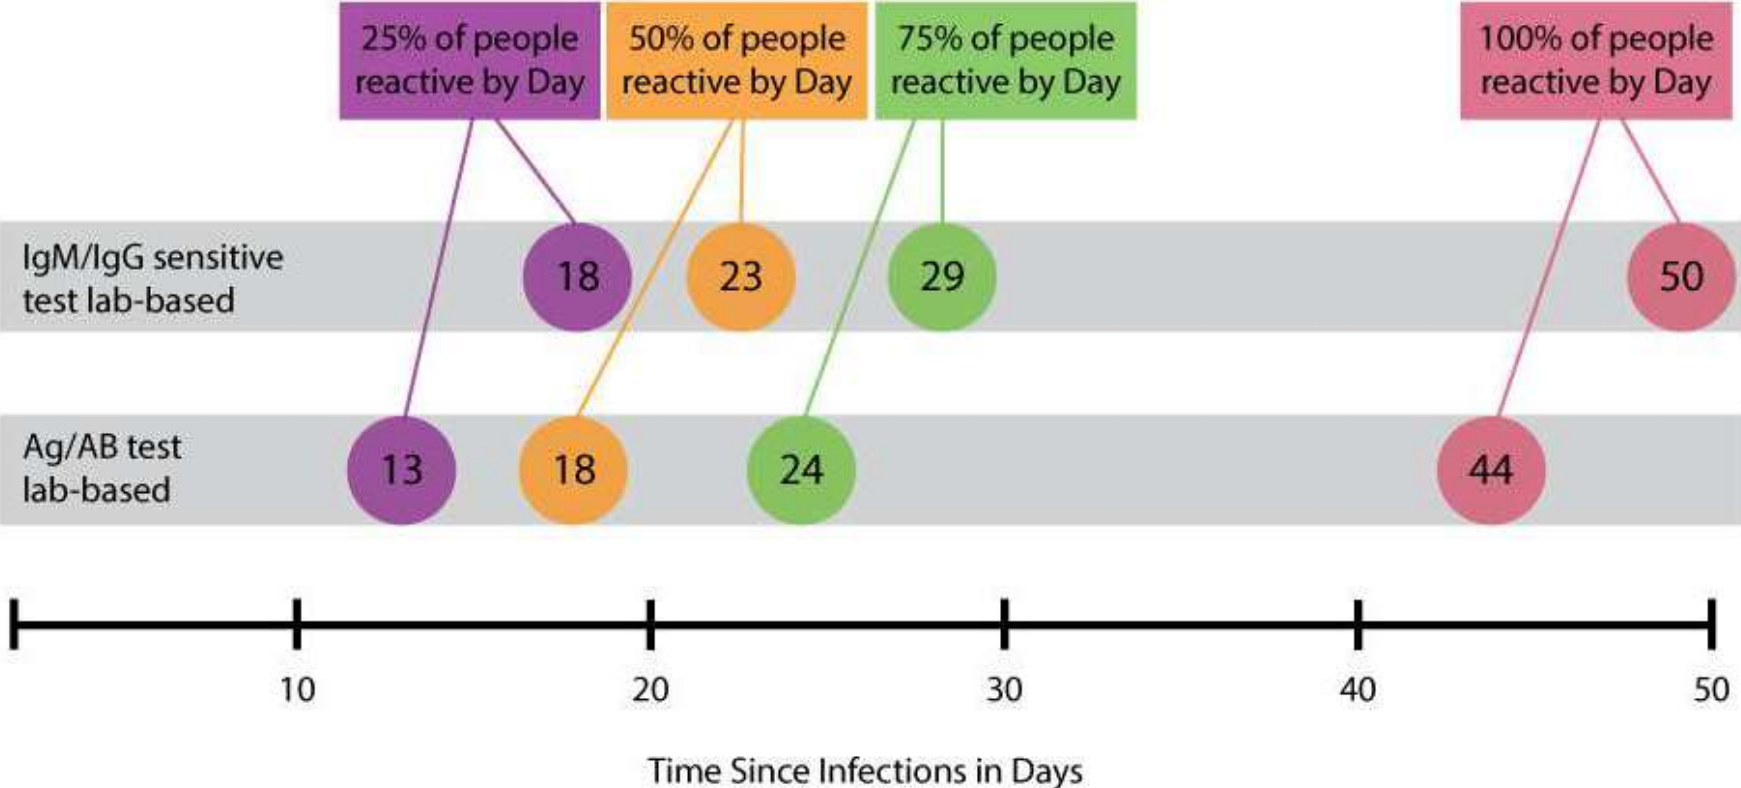 25% of people
reactive by Day
50% of people
reactive by Day
75% of people
reactive by Day
100% of people
reactive by Day
IgM/IgG sensitive
test lab-based
18
23
29
50
Ag/AB test
lab-based
13
18
24
44
10
20
30
40
50
Time Since Infections in Days